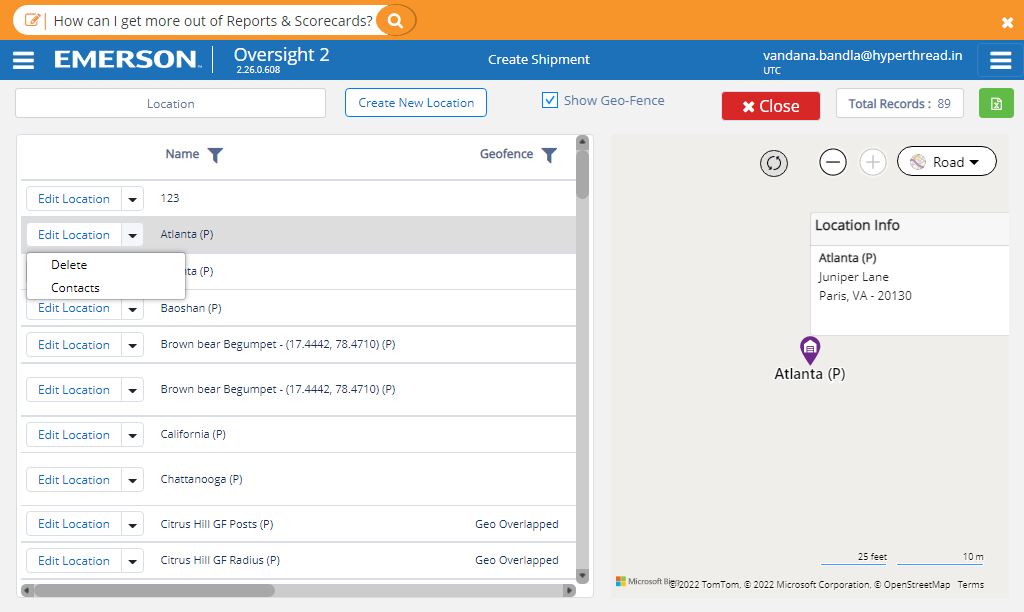 How can I get more out of Reports & Scorecards?
EMERSON
Oversight 2
2.26.0.608
Create Shipment
vandana.bandla@hyperthread.in
UTC
Location
Create New Location
Show Geo-Fence
Close
Total Records : 89
Name
Geofence
Edit Location 123
Edit Location Atlanta (P)
Delete
Contacts
(P)
Edit Location Baoshan (P)
Edit Location Brown bear Begumpet - (17.4442, 78.4710) (P)
Edit Location Brown bear Begumpet - (17.4442, 78.4710) (P)
Edit Location California (P)
Edit Location Chattanooga (P)
Edit Location Citrus Hill GF Posts (P) Geo Overlapped
Edit Location Citrus Hill GF Radius (P) Geo Overlapped
Road
Location Info
Atlanta (P)
Juniper Lane
Paris, VA - 20130
Atlanta (P)
25 feet
10 m
Microsoft
©2022 TomTom, © 2022 Microsoft Corporation, © OpenStreetMap Terms